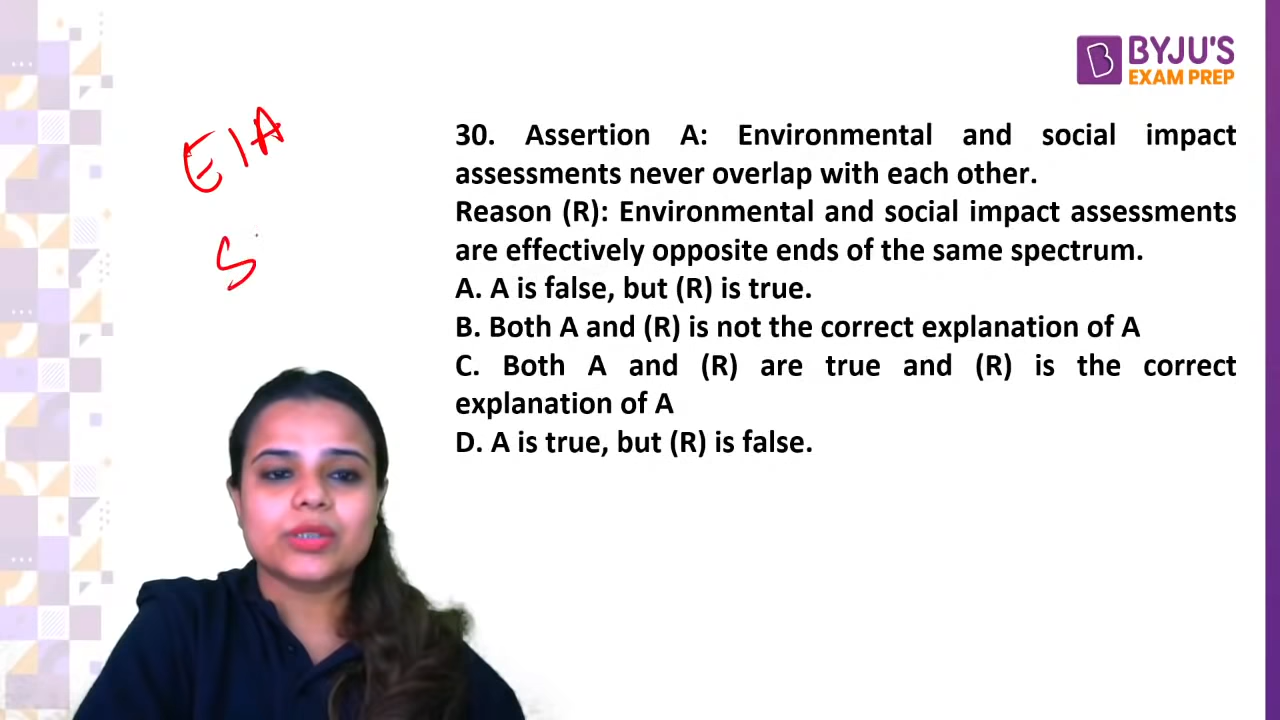 BYJU'S
EXAM PREP
EIA
S
30. Assertion A: Environmental and social impact
assessments never overlap with each other.
Reason (R): Environmental and social impact assessments
are effectively opposite ends of the same spectrum.
A. A is false, but (R) is true.
B. Both A and (R) is not the correct explanation of A
C. Both A and (R) are true and (R) is the correct
explanation of A
D. A is true, but (R) is false.